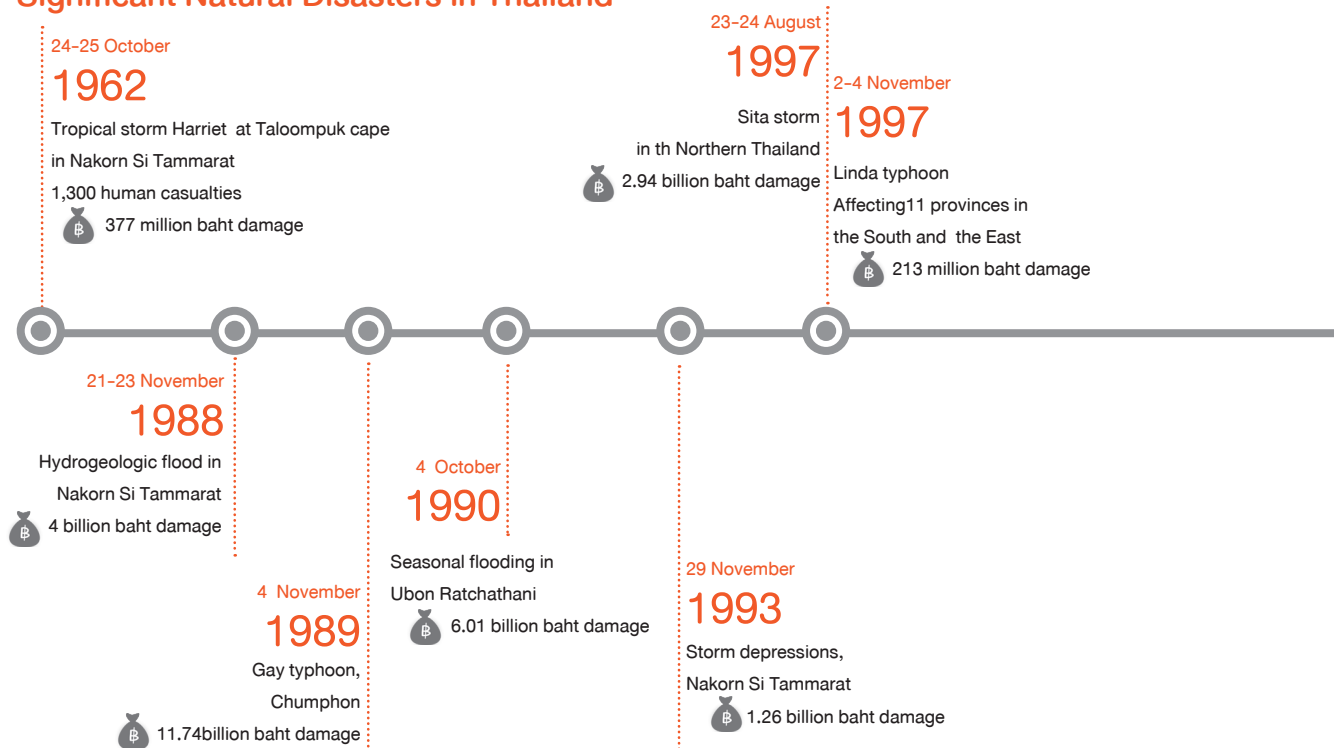 Significant Natural Disasters in Thailand
24-25 October
1962
Tropical storm Harriet at Taloompuk cape
in Nakorn Si Tammarat
1,300 human casualties
฿ 377 million baht damage
23-24 August
1997
Sita storm
in th Northern Thailand
฿ 2.94 billion baht damage
2-4 November
1997
Linda typhoon
Affecting11 provinces in
the South and the East
฿ 213 million baht damage
21-23 November
1988
Hydrogeologic flood in
Nakorn Si Tammarat
฿ 4 billion baht damage
4 November
1989
Gay typhoon,
Chumphon
฿ 11.74billion baht damage
4 October
1990
Seasonal flooding in
Ubon Ratchathani
฿ 6.01 billion baht damage
29 November
1993
Storm depressions,
Nakorn Si Tammarat
฿ 1.26 billion baht damage